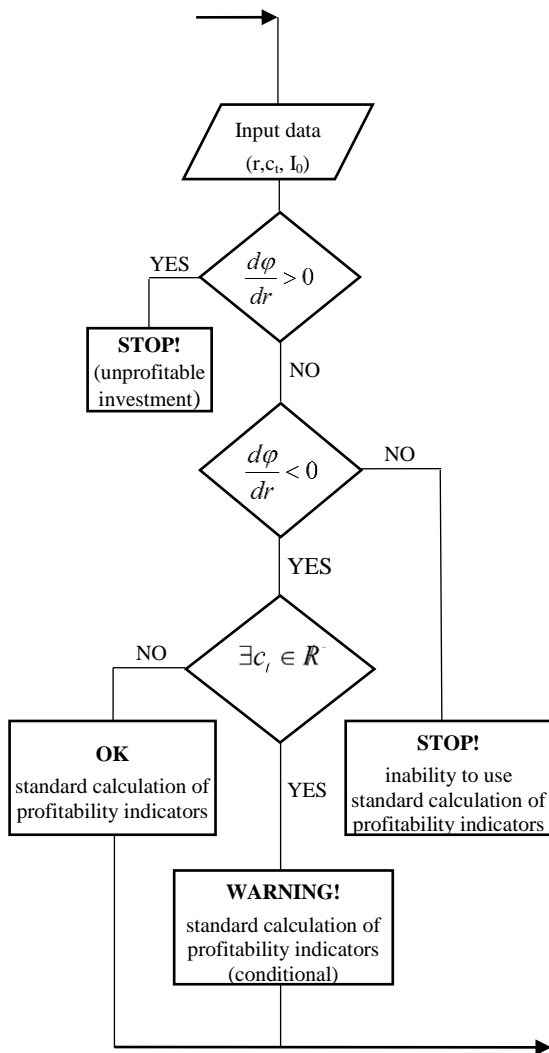 Input data
(r,cₜ, I₀)
dφ/dr > 0
YES
STOP!
(unprofitable
investment)
NO
dφ/dr < 0
NO
YES
∃cₜ ∈ ℝ⁻
NO
OK
standard calculation of
profitability indicators
YES
STOP!
inability to use
standard calculation of
profitability indicators
WARNING!
standard calculation of
profitability indicators
(conditional)